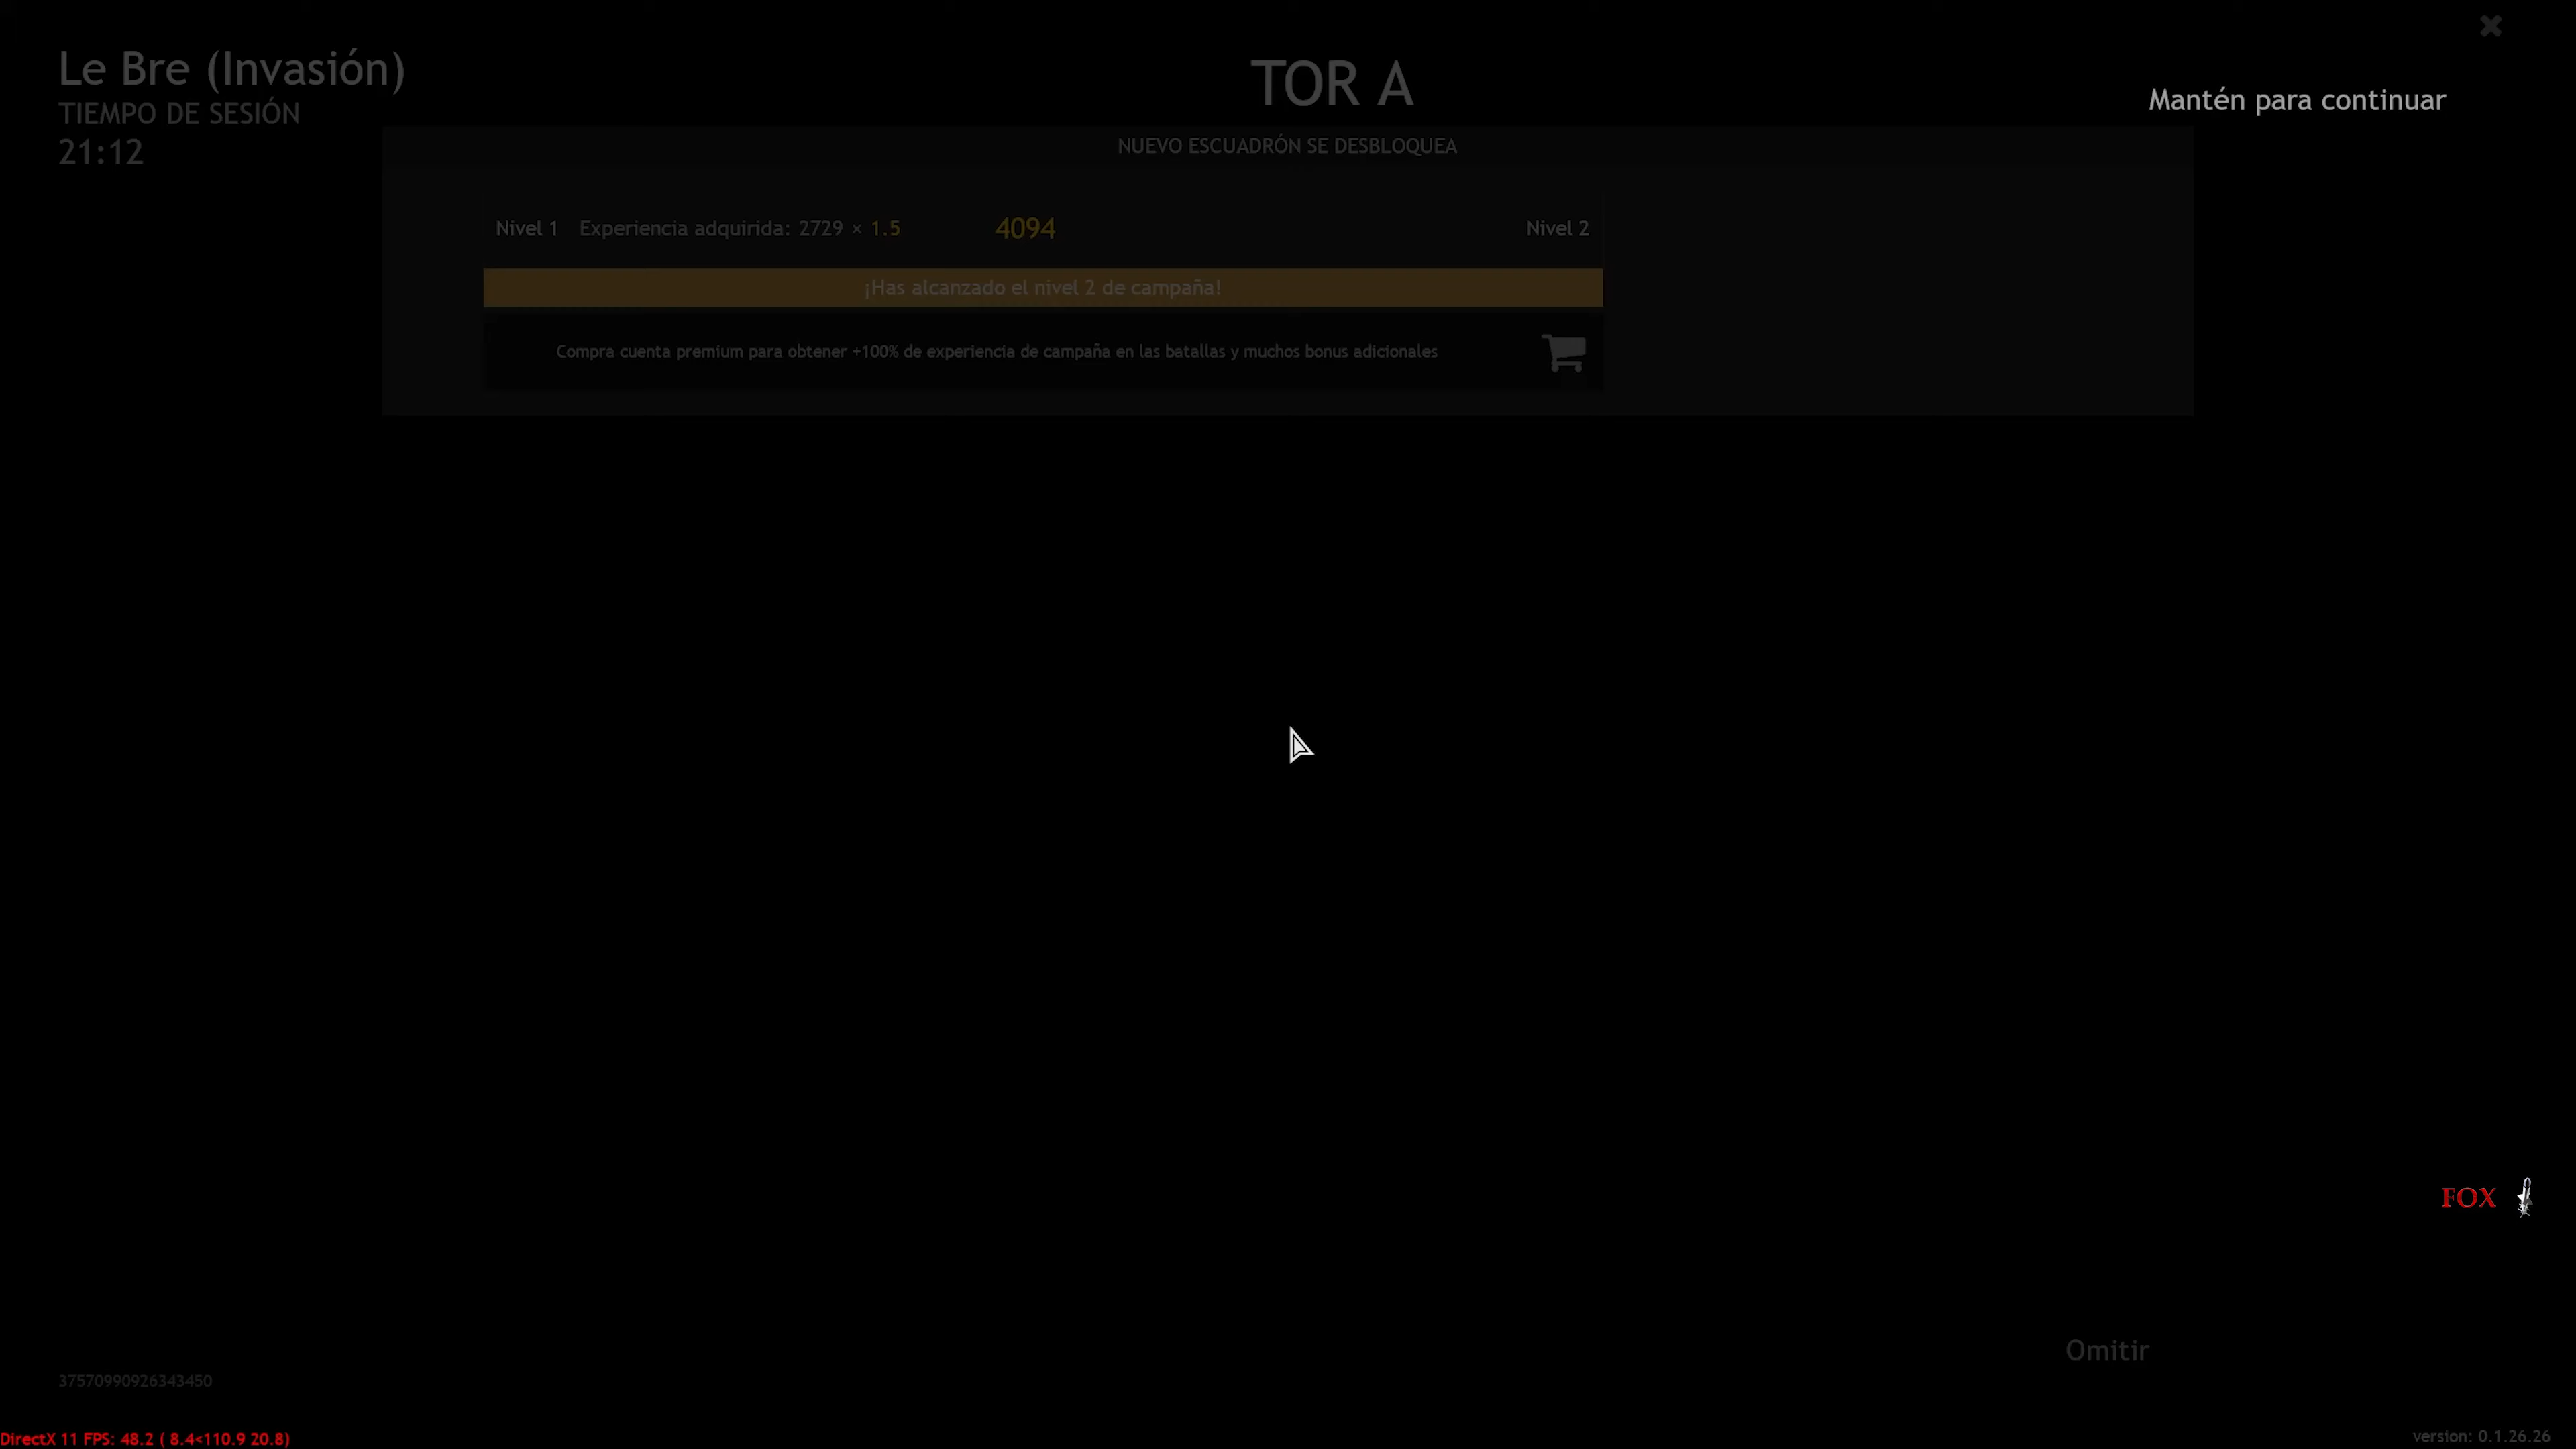 Le Bre (Invasión)
TIEMPO DE SESIÓN
21:12
TOR A
Mantén para continuar
NUEVO ESCUADRÓN SE DESBLOQUEA
Nivel 1 Experiencia adquirida: 2729 × 1.5 4094 Nivel 2
¡Has alcanzado el nivel 2 de campaña!
Compra cuenta premium para obtener +100% de experiencia de campaña en las batallas y muchos bonus adicionales
FOX
Omitir
37570990926343450
DirectX 11 FPS: 48.2 ( 8.4<110.9 20.8)
version: 0.1.26.26